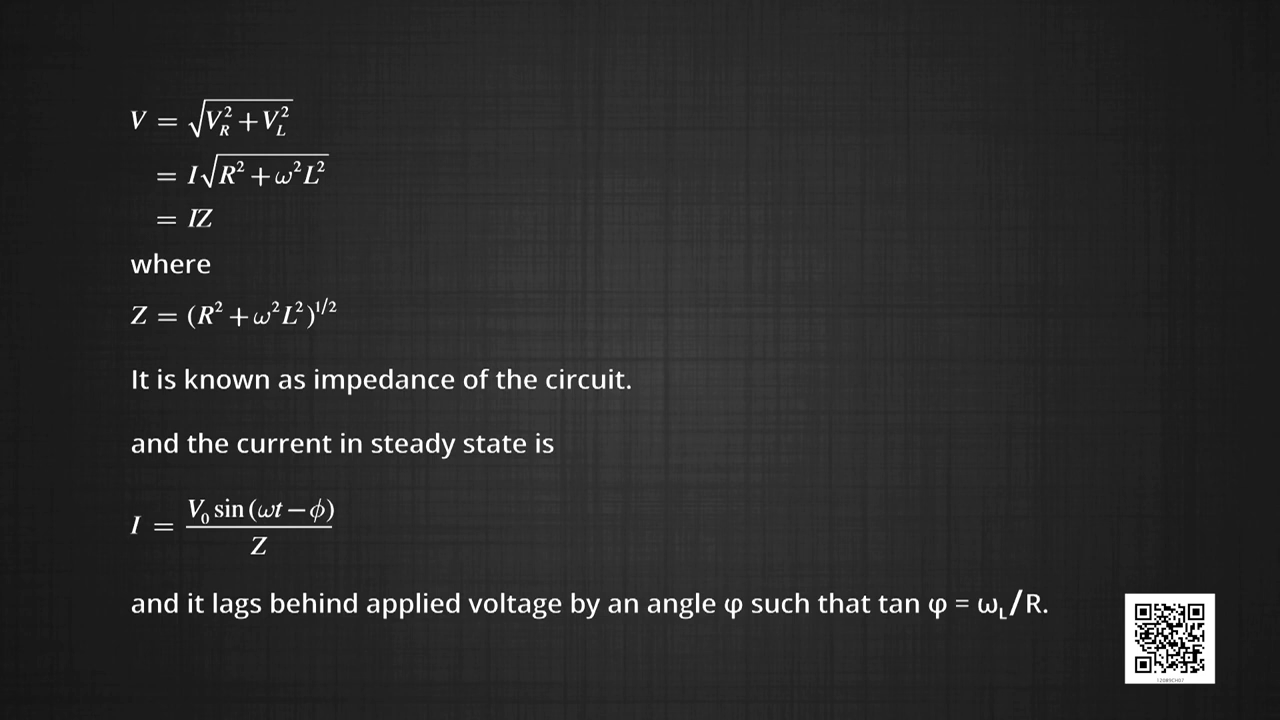 V = √(V_R² + V_L²)
= I√(R² + ω²L²)
= IZ
where
Z = (R² + ω²L²)^1/2
It is known as impedance of the circuit.
and the current in steady state is
I = V₀ sin (ωt − ϕ) / Z
and it lags behind applied voltage by an angle φ such that tan φ = ω_L/R.